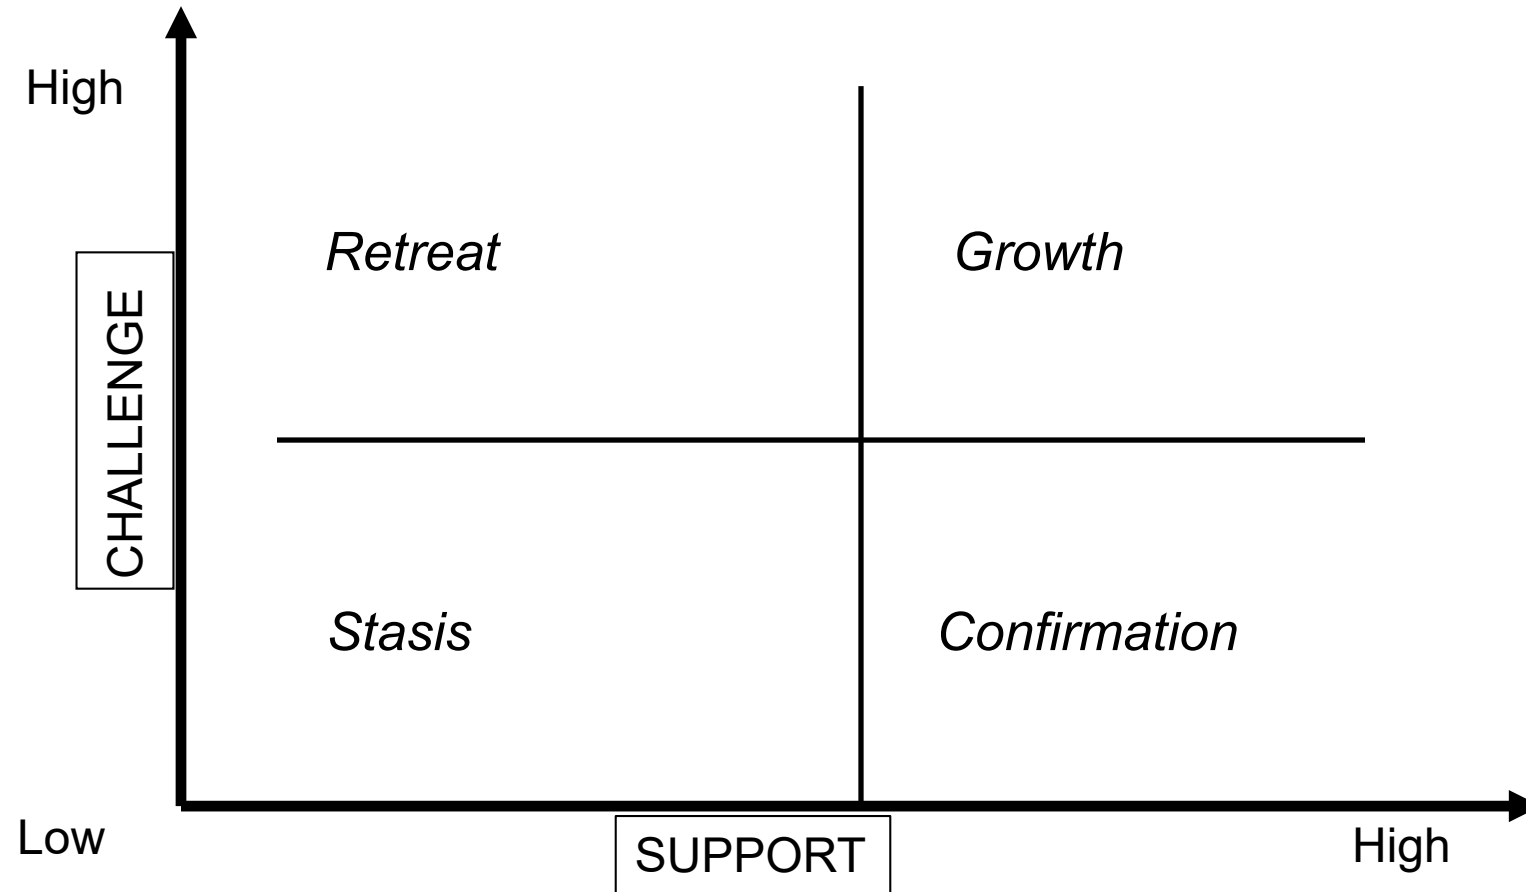 High
Retreat
Growth
CHALLENGE
Stasis
Confirmation
Low
SUPPORT
High